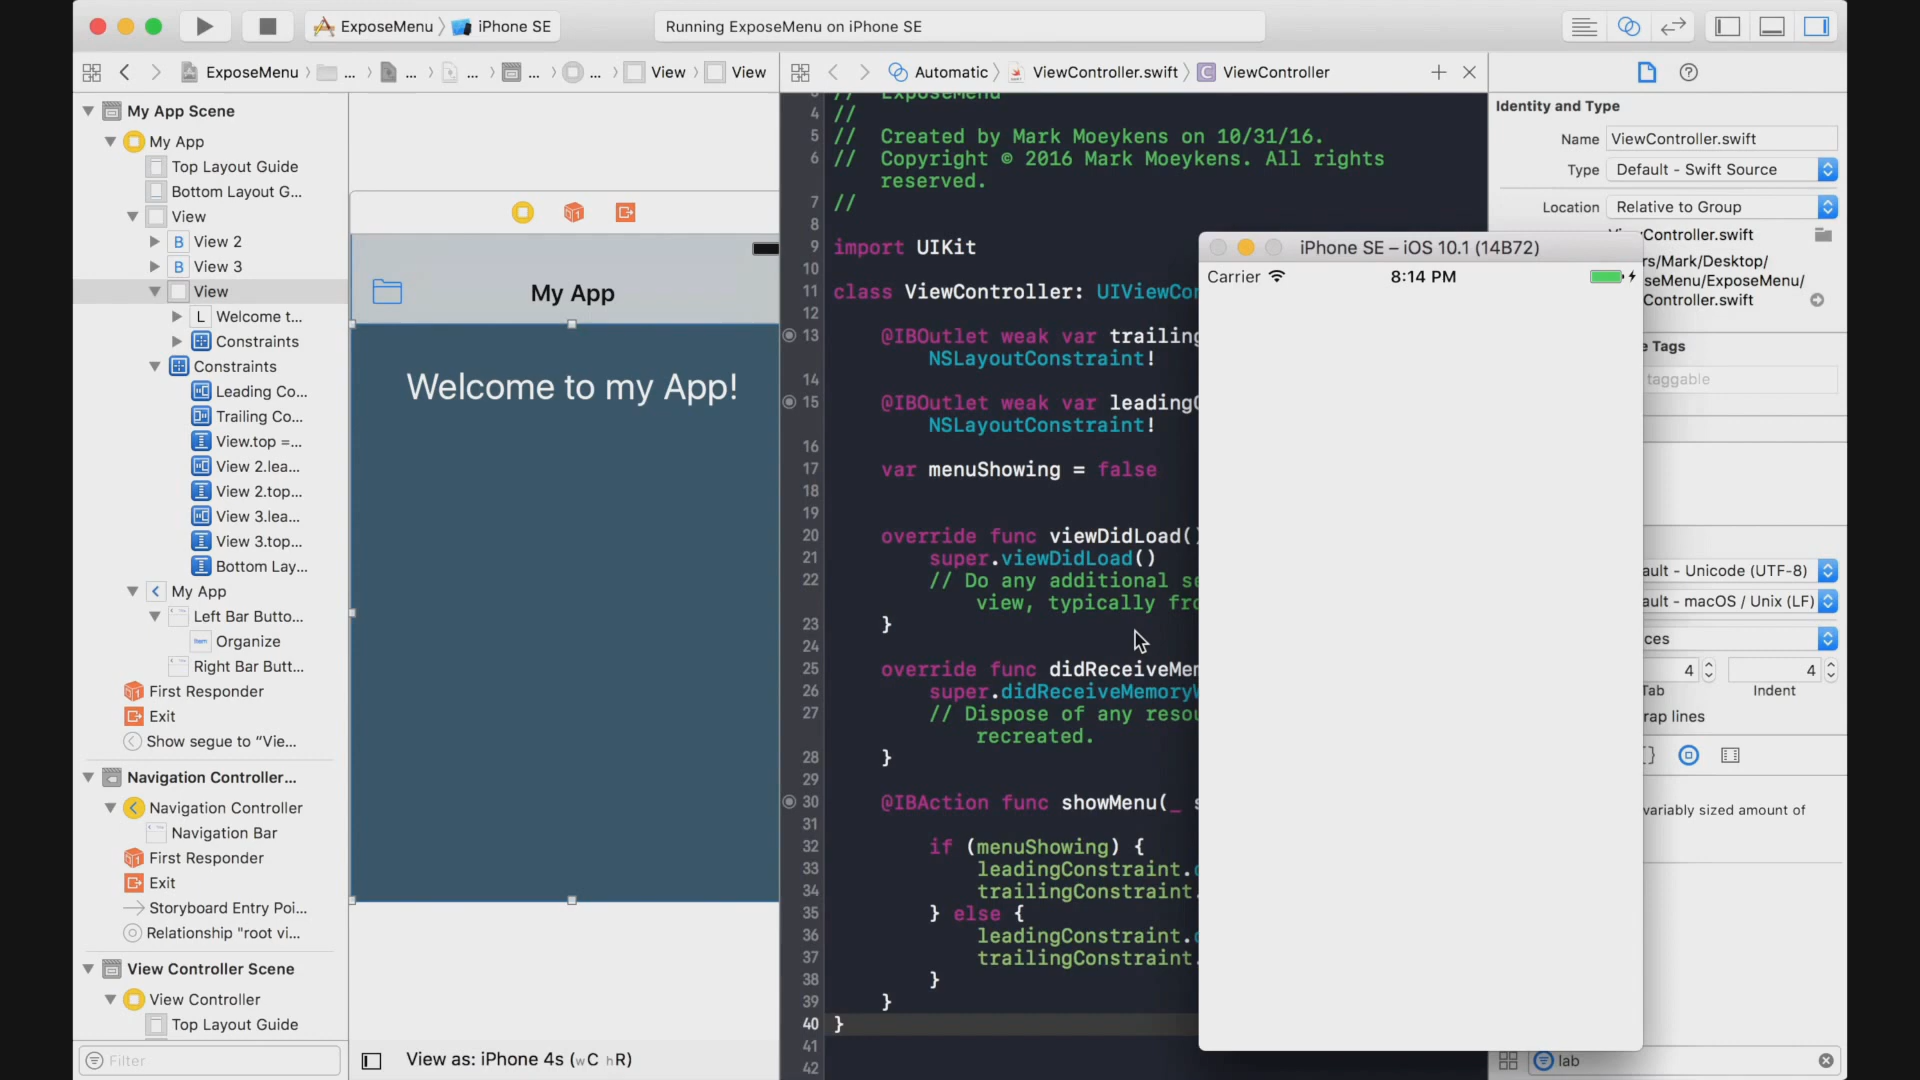 ExposeMenu
iPhone SE
Running ExposeMenu on iPhone SE
ExposeMenu
...
...
...
...
...
View
View
Automatic
ViewController.swift
ViewController
My App Scene
My App
Top Layout Guide
Bottom Layout G...
View
View 2
View 3
View
Welcome t...
Constraints
Constraints
Leading Co...
Trailing Co...
View.top =...
View 2.lea...
View 2.top...
View 3.lea...
View 3.top...
Bottom Lay...
My App
Left Bar Butto...
Organize
Right Bar Butt...
First Responder
Exit
Show segue to “Vie...
Navigation Controller...
Navigation Controller
Navigation Bar
First Responder
Exit
Storyboard Entry Poi...
Relationship "root vi...
View Controller Scene
View Controller
Top Layout Guide
Filter
My App
Welcome to my App!
View as: iPhone 4s (wC hR)
3 // ExposeMenu
4 //
5 // Created by Mark Moeykens on 10/31/16.
6 // Copyright © 2016 Mark Moeykens. All rights
reserved.
7 //
8
9 import UIKit
10
11 class ViewController: UIViewCon
12
13 @IBOutlet weak var trailing
NSLayoutConstraint!
14
15 @IBOutlet weak var leadingC
NSLayoutConstraint!
16
17 var menuShowing = false
18
19
20 override func viewDidLoad()
21 super.viewDidLoad()
22 // Do any additional se
view, typically fro
23 }
24
25 override func didReceiveMem
26 super.didReceiveMemoryW
27 // Dispose of any resou
recreated.
28 }
29
30 @IBAction func showMenu(_ s
31
32 if (menuShowing) {
33 leadingConstraint.c
34 trailingConstraint.
35 } else {
36 leadingConstraint.c
37 trailingConstraint.
38 }
39 }
40 }
41
42
iPhone SE – iOS 10.1 (14B72)
Carrier
8:14 PM
Identity and Type
Name
ViewController.swift
Type
Default - Swift Source
Location
Relative to Group
Controller.swift
rs/Mark/Desktop/
seMenu/ExposeMenu/
Controller.swift
e Tags
taggable
ault - Unicode (UTF-8)
ault - macOS / Unix (LF)
ces
4
4
Tab
Indent
rap lines
variably sized amount of
lab